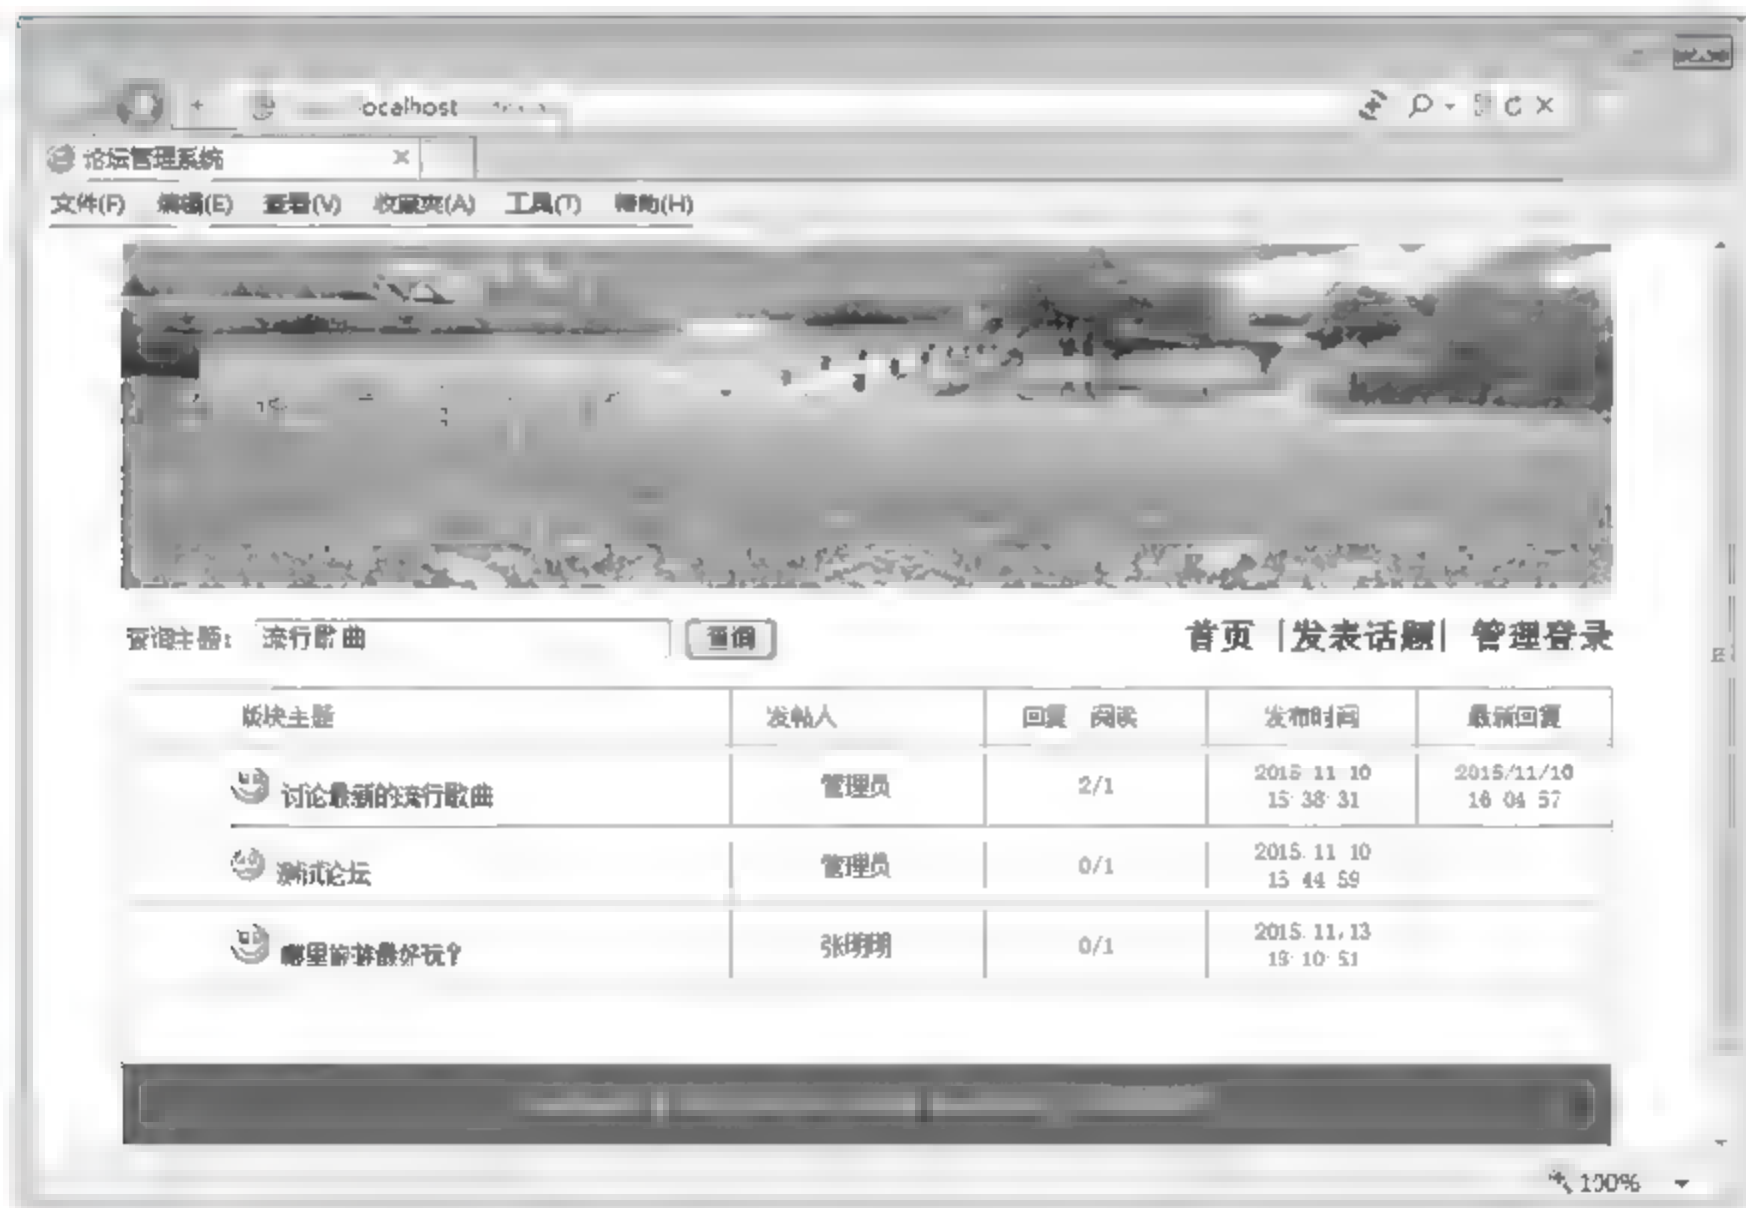 ocalhost
论坛管理系统
文件(F) 编辑(E) 查看(V) 收藏夹(A) 工具(T) 帮助(H)
查询主题: 流行歌曲 查询 首页 | 发表话题 | 管理登录
版块主题 发帖人 回复 阅读 发布时间 最新回复
讨论最新的流行歌曲 管理员 2/1 2015 11 10 15 38 31 2015/11/10 16 04 57
测试论坛 管理员 0/1 2015 11 10 15 44 59
哪里的 最好玩? 张明明 0/1 2015 11/13 10 51
100%